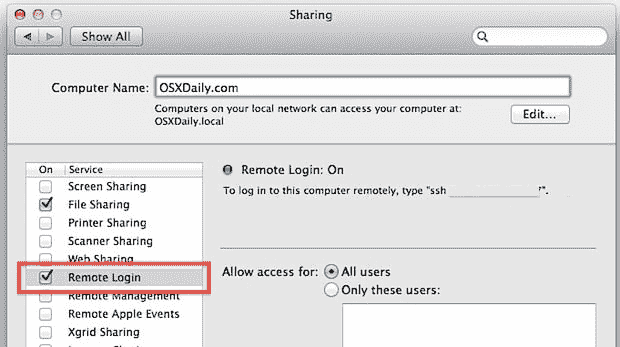 Sharing
Show All
Computer Name: OSXDaily.com
Computers on your local network can access your computer at:
OSXDaily.local
Edit...
On Service
Screen Sharing
File Sharing
Printer Sharing
Scanner Sharing
Web Sharing
Remote Login
Remote Management
Remote Apple Events
Xgrid Sharing
Remote Login: On
To log in to this computer remotely, type "ssh ".
Allow access for: All users
Only these users: